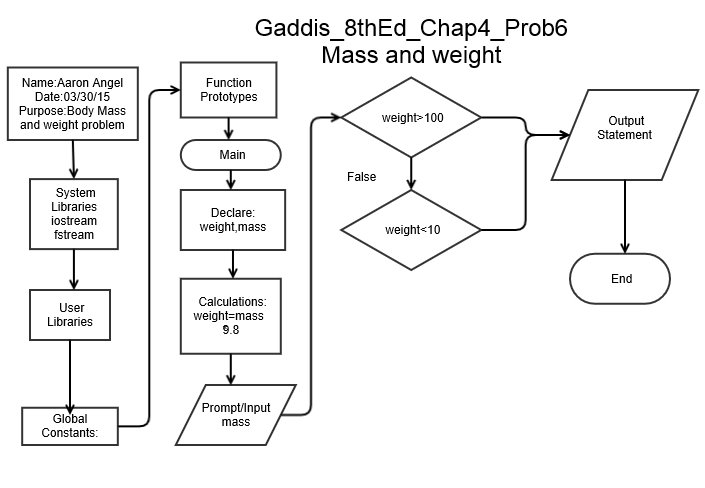 Gaddis_8thEd_Chap4_Prob6
Mass and weight
Name:Aaron Angel
Date:03/30/15
Purpose:Body Mass
and weight problem
System
Libraries
iostream
fstream
User
Libraries
Global
Constants:
Function
Prototypes
Main
Declare:
weight,mass
Calculations:
weight=mass
*9.8
Prompt/Input
mass
weight>100
False
weight<10
Output
Statement
End